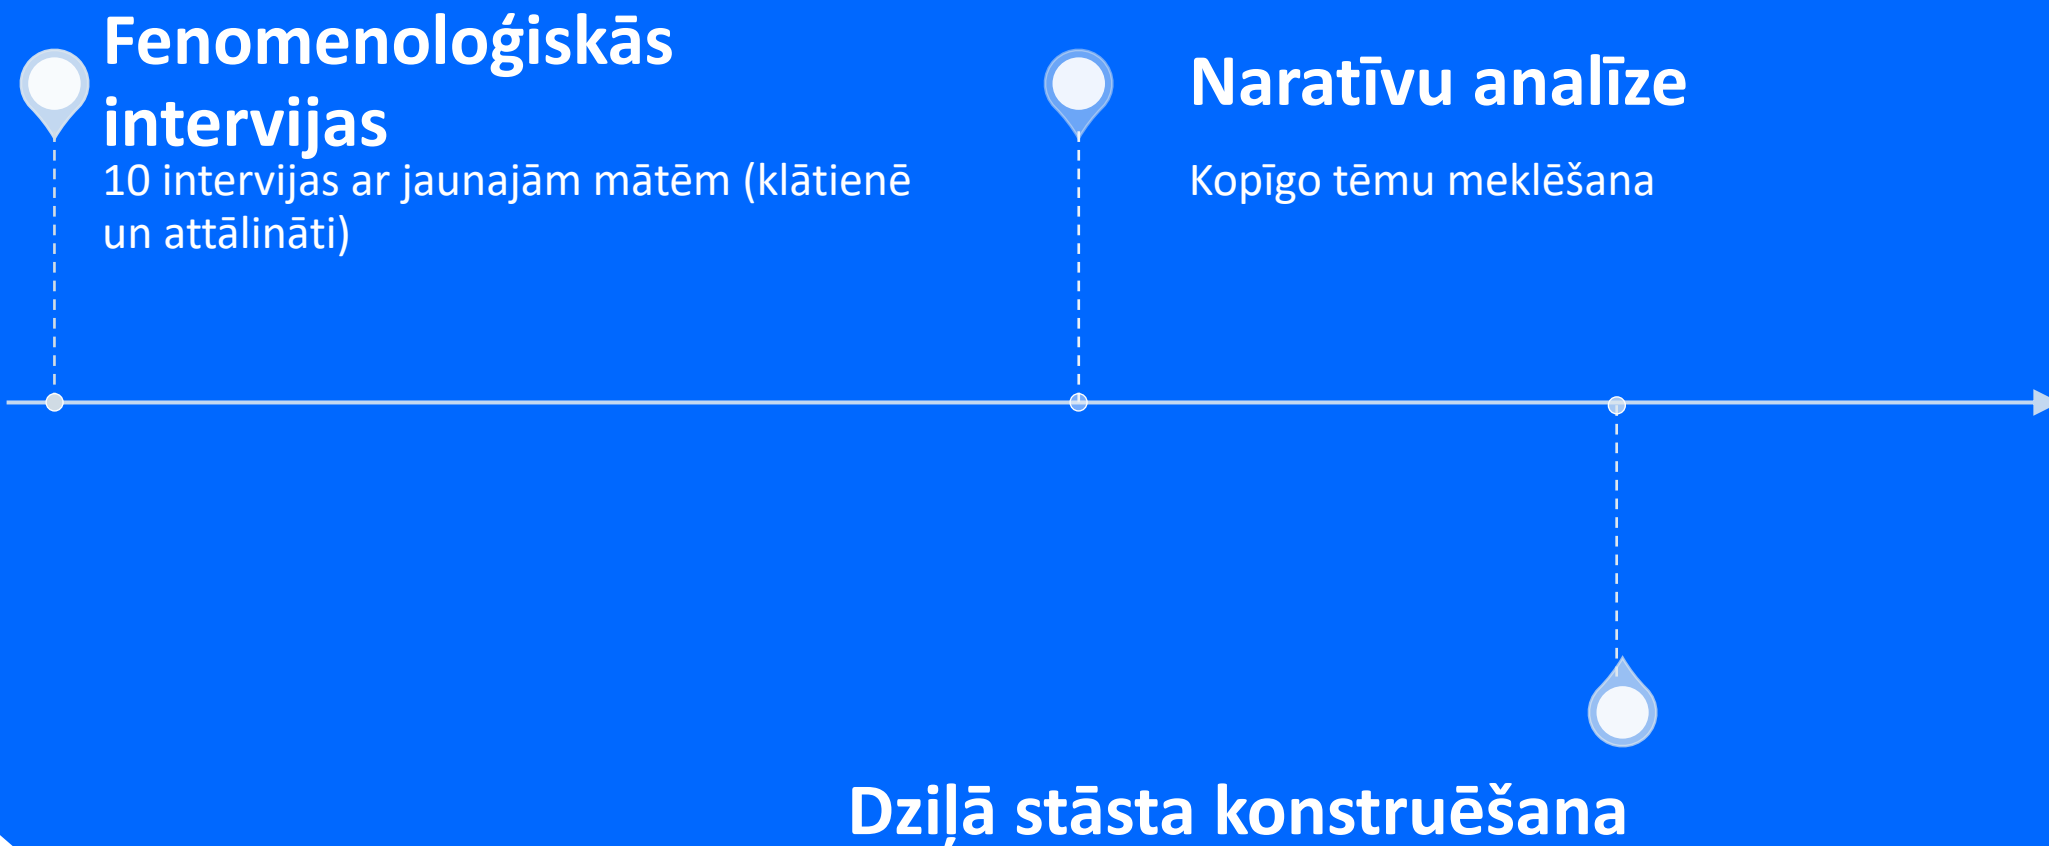 Fenomenoloģiskās
intervijas
10 intervijas ar jaunajām mātēm (klātienē
un attālināti)
Naratīvu analīze
Kopīgo tēmu meklēšana
Dziļā stāsta konstruēšana